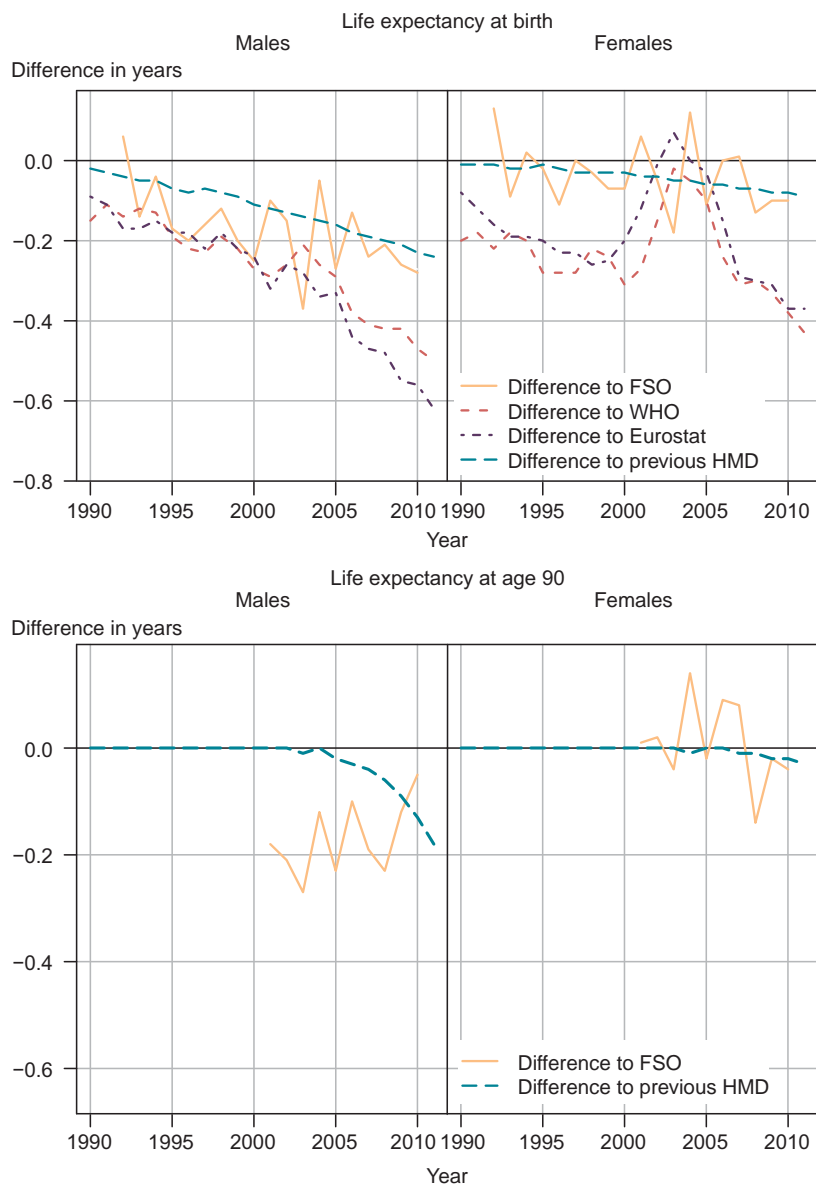 Life expectancy at birth
Males Females
Difference in years
0.0
−0.2
−0.4
−0.6
−0.8
Difference to FSO
Difference to WHO
Difference to Eurostat
Difference to previous HMD
1990 1995 2000 2005 2010 1990 1995 2000 2005 2010
Year
Life expectancy at age 90
Males Females
Difference in years
0.0
−0.2
−0.4
−0.6
Difference to FSO
Difference to previous HMD
1990 1995 2000 2005 2010 1990 1995 2000 2005 2010
Year